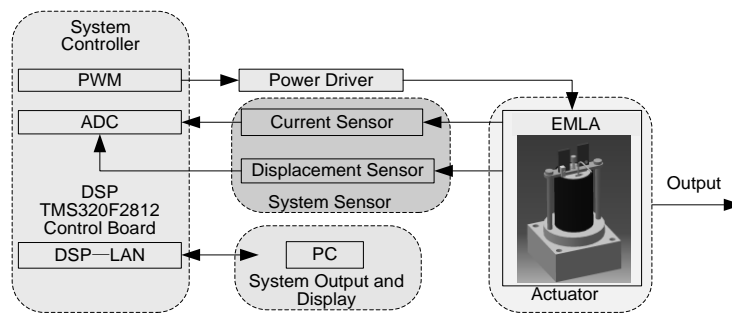 System
Controller
PWM
Power Driver
ADC
Current Sensor
EMLA
Displacement Sensor
System Sensor
DSP
TMS320F2812
Control Board
Output
DSP—LAN
PC
System Output and
Display
Actuator